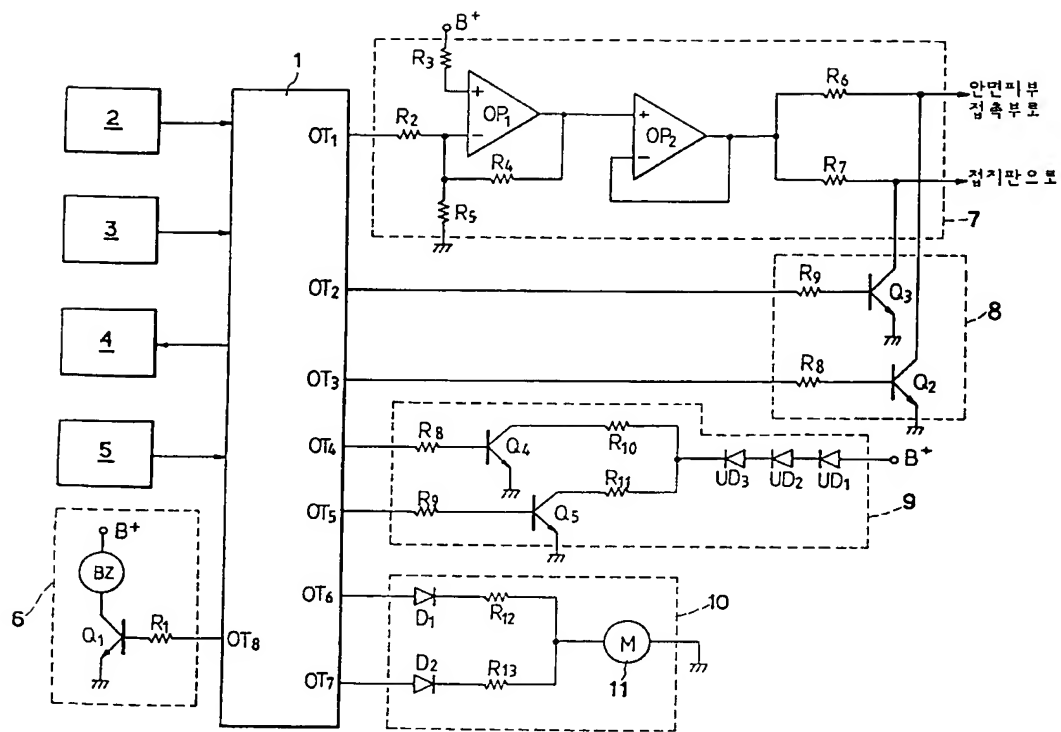 B+
R3
1
2
OT1
R2
+
−
OP1
R4
R5
+
−
OP2
R6
R7
안면피부
접촉부로
접지판으로
7
3
OT2
R9
Q3
8
4
OT3
R8
Q2
5
OT4
R8
Q4
R10
UD3
UD2
UD1
B+
OT5
R9
Q5
R11
9
6
B+
BZ
Q1
R1
OT8
OT6
D1
R12
10
M
11
OT7
D2
R13